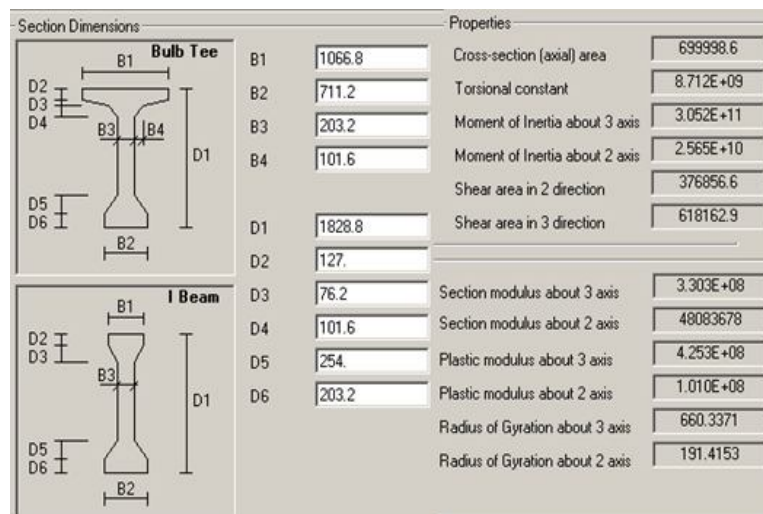 Section Dimensions
Bulb Tee
B1
D2
D3
D4
B3
B4
D1
D5
D6
B2
I Beam
B1
D2
D3
B3
D1
D5
D6
B2
B1 1066.8
B2 711.2
B3 203.2
B4 101.6
D1 1828.8
D2 127.
D3 76.2
D4 101.6
D5 254.
D6 203.2
Properties
Cross-section (axial) area 699998.6
Torsional constant 8.712E+09
Moment of Inertia about 3 axis 3.052E+11
Moment of Inertia about 2 axis 2.565E+10
Shear area in 2 direction 376856.6
Shear area in 3 direction 618162.9
Section modulus about 3 axis 3.303E+08
Section modulus about 2 axis 48083678
Plastic modulus about 3 axis 4.253E+08
Plastic modulus about 2 axis 1.010E+08
Radius of Gyration about 3 axis 660.3371
Radius of Gyration about 2 axis 191.4153